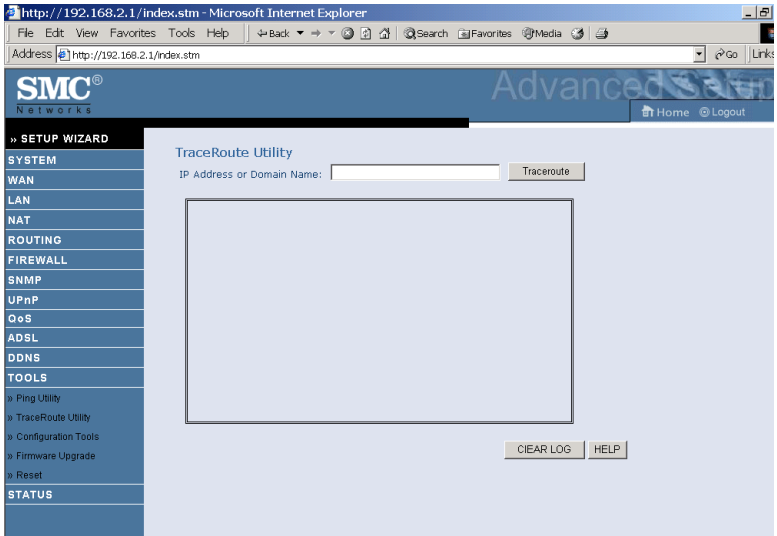 http://192.168.2.1/index.stm - Microsoft Internet Explorer
File Edit View Favorites Tools Help Back Search Favorites Media
Address http://192.168.2.1/index.stm Go Links
SMC®
Networks
Advanced Setup
Home Logout
» SETUP WIZARD
SYSTEM
WAN
LAN
NAT
ROUTING
FIREWALL
SNMP
UPnP
QoS
ADSL
DDNS
TOOLS
» Ping Utility
» TraceRoute Utility
» Configuration Tools
» Firmware Upgrade
» Reset
STATUS
TraceRoute Utility
IP Address or Domain Name: Traceroute
ClEAR LOG HELP